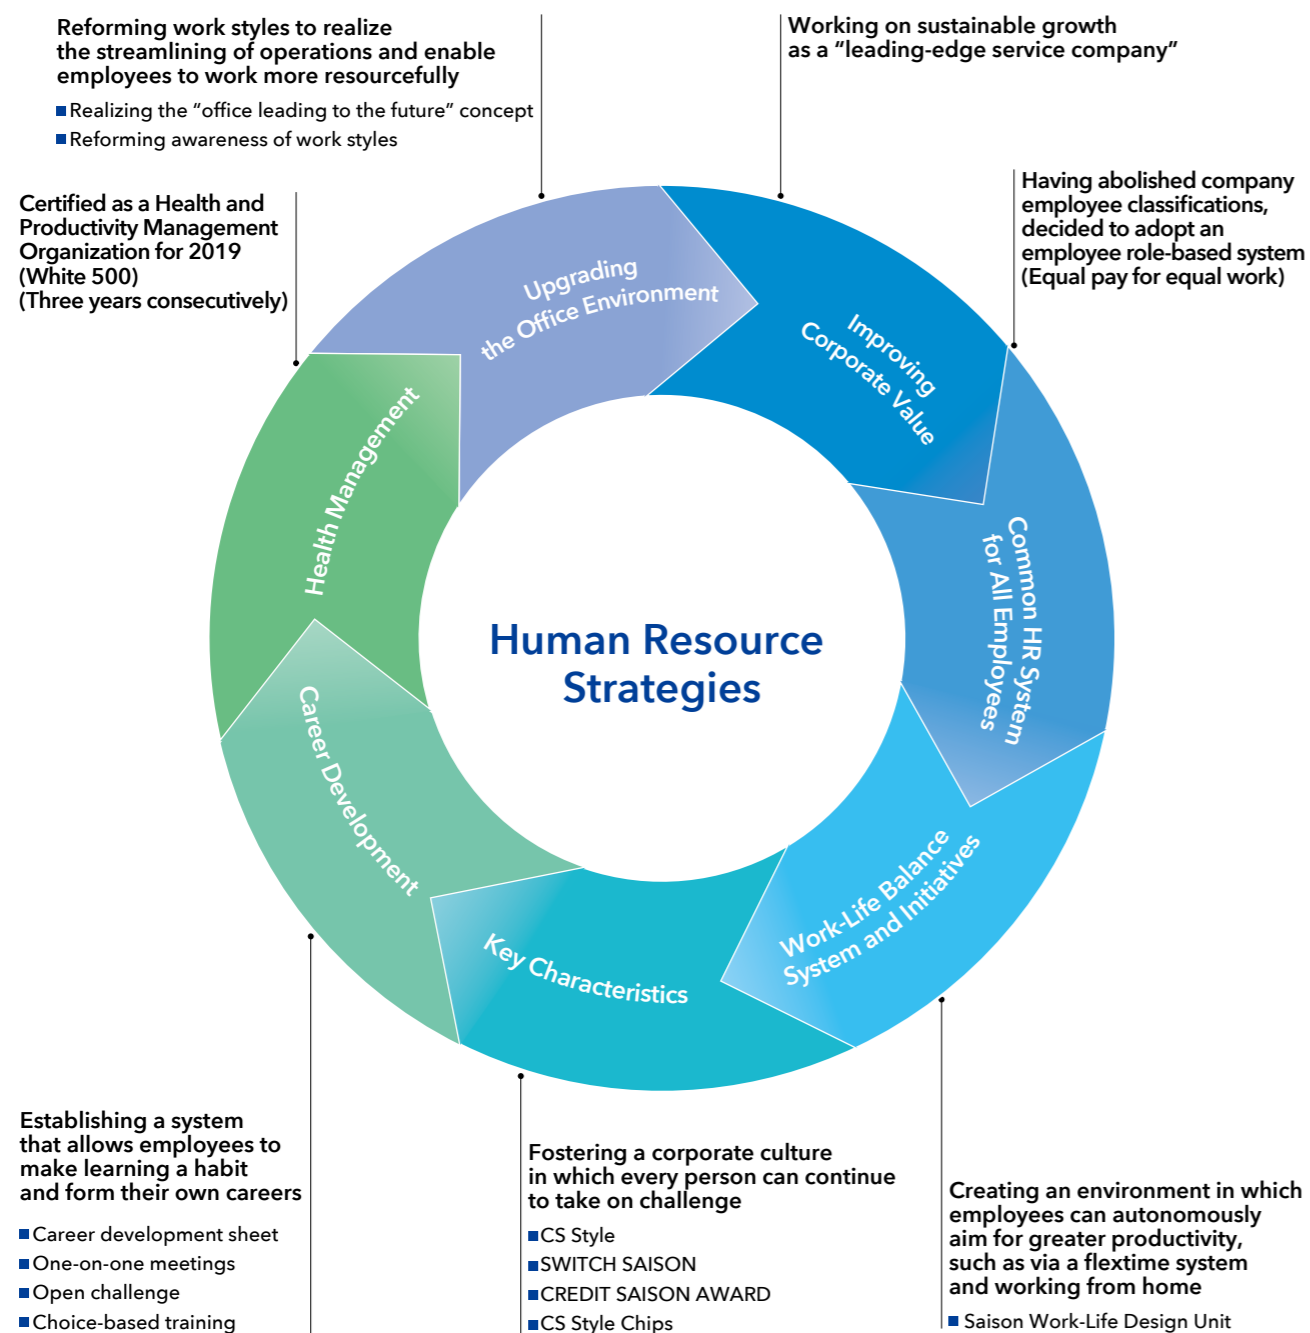 Reforming work styles to realize
the streamlining of operations and enable
employees to work more resourcefully
■Realizing the “office leading to the future” concept
■Reforming awareness of work styles
Working on sustainable growth
as a “leading-edge service company”
Certified as a Health and
Productivity Management
Organization for 2019
(White 500)
(Three years consecutively)
Having abolished company
employee classifications,
decided to adopt an
employee role-based system
(Equal pay for equal work)
Upgrading
the Office Environment
Improving
Corporate Value
Health Management
Common HR System
for All Employees
Human Resource
Strategies
Career Development
Work-Life Balance
System and Initiatives
Key Characteristics
Establishing a system
that allows employees to
make learning a habit
and form their own careers
■Career development sheet
■One-on-one meetings
■Open challenge
■Choice-based training
Fostering a corporate culture
in which every person can continue
to take on challenge
■CS Style
■SWITCH SAISON
■CREDIT SAISON AWARD
■CS Style Chips
Creating an environment in which
employees can autonomously
aim for greater productivity,
such as via a flextime system
and working from home
■ Saison Work-Life Design Unit